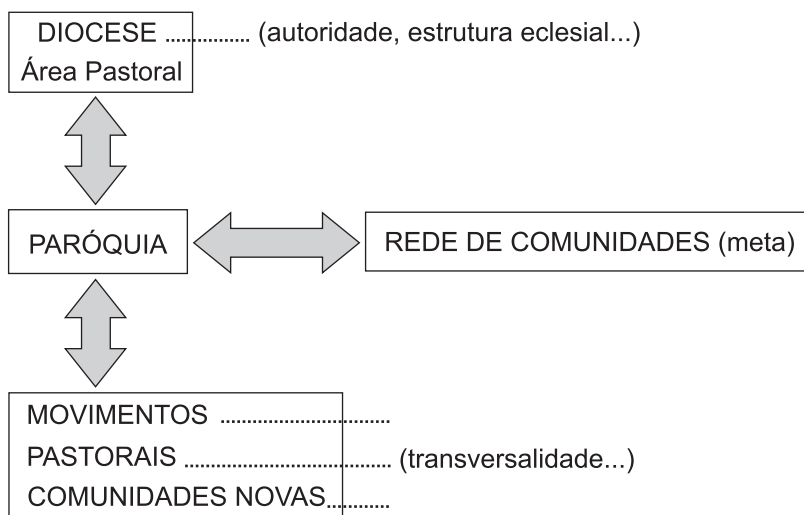 DIOCESE ................ (autoridade, estrutura eclesial...)
Área Pastoral
PARÓQUIA
REDE DE COMUNIDADES (meta)
MOVIMENTOS ................................
PASTORAIS ....................................... (transversalidade...)
COMUNIDADES NOVAS............